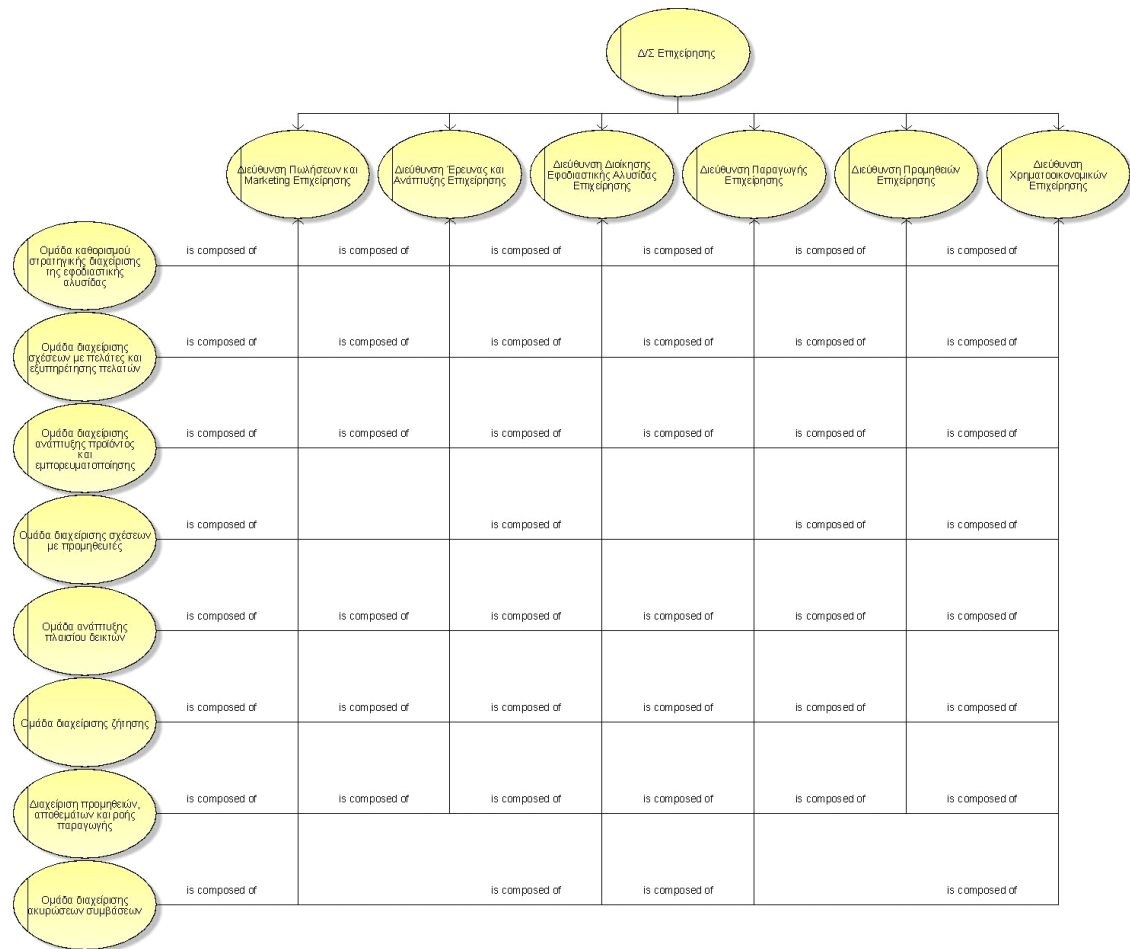 Δ/Σ Επιχείρησης
Διεύθυνση Πωλήσεων και
Marketing Επιχείρησης
Διεύθυνση Έρευνας και
Ανάπτυξης Επιχείρησης
Διεύθυνση Διοίκησης
Εφοδιαστικής Αλυσίδας
Επιχείρησης
Διεύθυνση Παραγωγής
Επιχείρησης
Διεύθυνση Προμηθειών
Επιχείρησης
Διεύθυνση
Χρηματοοικονομικών
Επιχείρησης
Ομάδα καθορισμού
στρατηγικής διαχείρισης
της εφοδιαστικής
αλυσίδας
is composed of
is composed of
is composed of
is composed of
is composed of
is composed of
Ομάδα διαχείρισης
σχέσεων με πελάτες και
εξυπηρέτησης πελατών
is composed of
is composed of
is composed of
is composed of
is composed of
is composed of
Ομάδα διαχείρισης
ανάπτυξης προϊόντος
και
εμπορευματοποίησης
is composed of
is composed of
is composed of
is composed of
is composed of
is composed of
Ομάδα διαχείρισης σχέσεων
με προμηθευτές
is composed of
is composed of
is composed of
is composed of
Ομάδα ανάπτυξης
πλαισίου δεικτών
is composed of
is composed of
is composed of
is composed of
is composed of
is composed of
Ομάδα διαχείρισης ζήτησης
is composed of
is composed of
is composed of
is composed of
is composed of
is composed of
Διαχείριση προμηθειών,
αποθεμάτων και ροής
παραγωγής
is composed of
is composed of
is composed of
is composed of
is composed of
is composed of
Ομάδα διαχείρισης
ακυρώσεων συμβάσεων
is composed of
is composed of
is composed of
is composed of